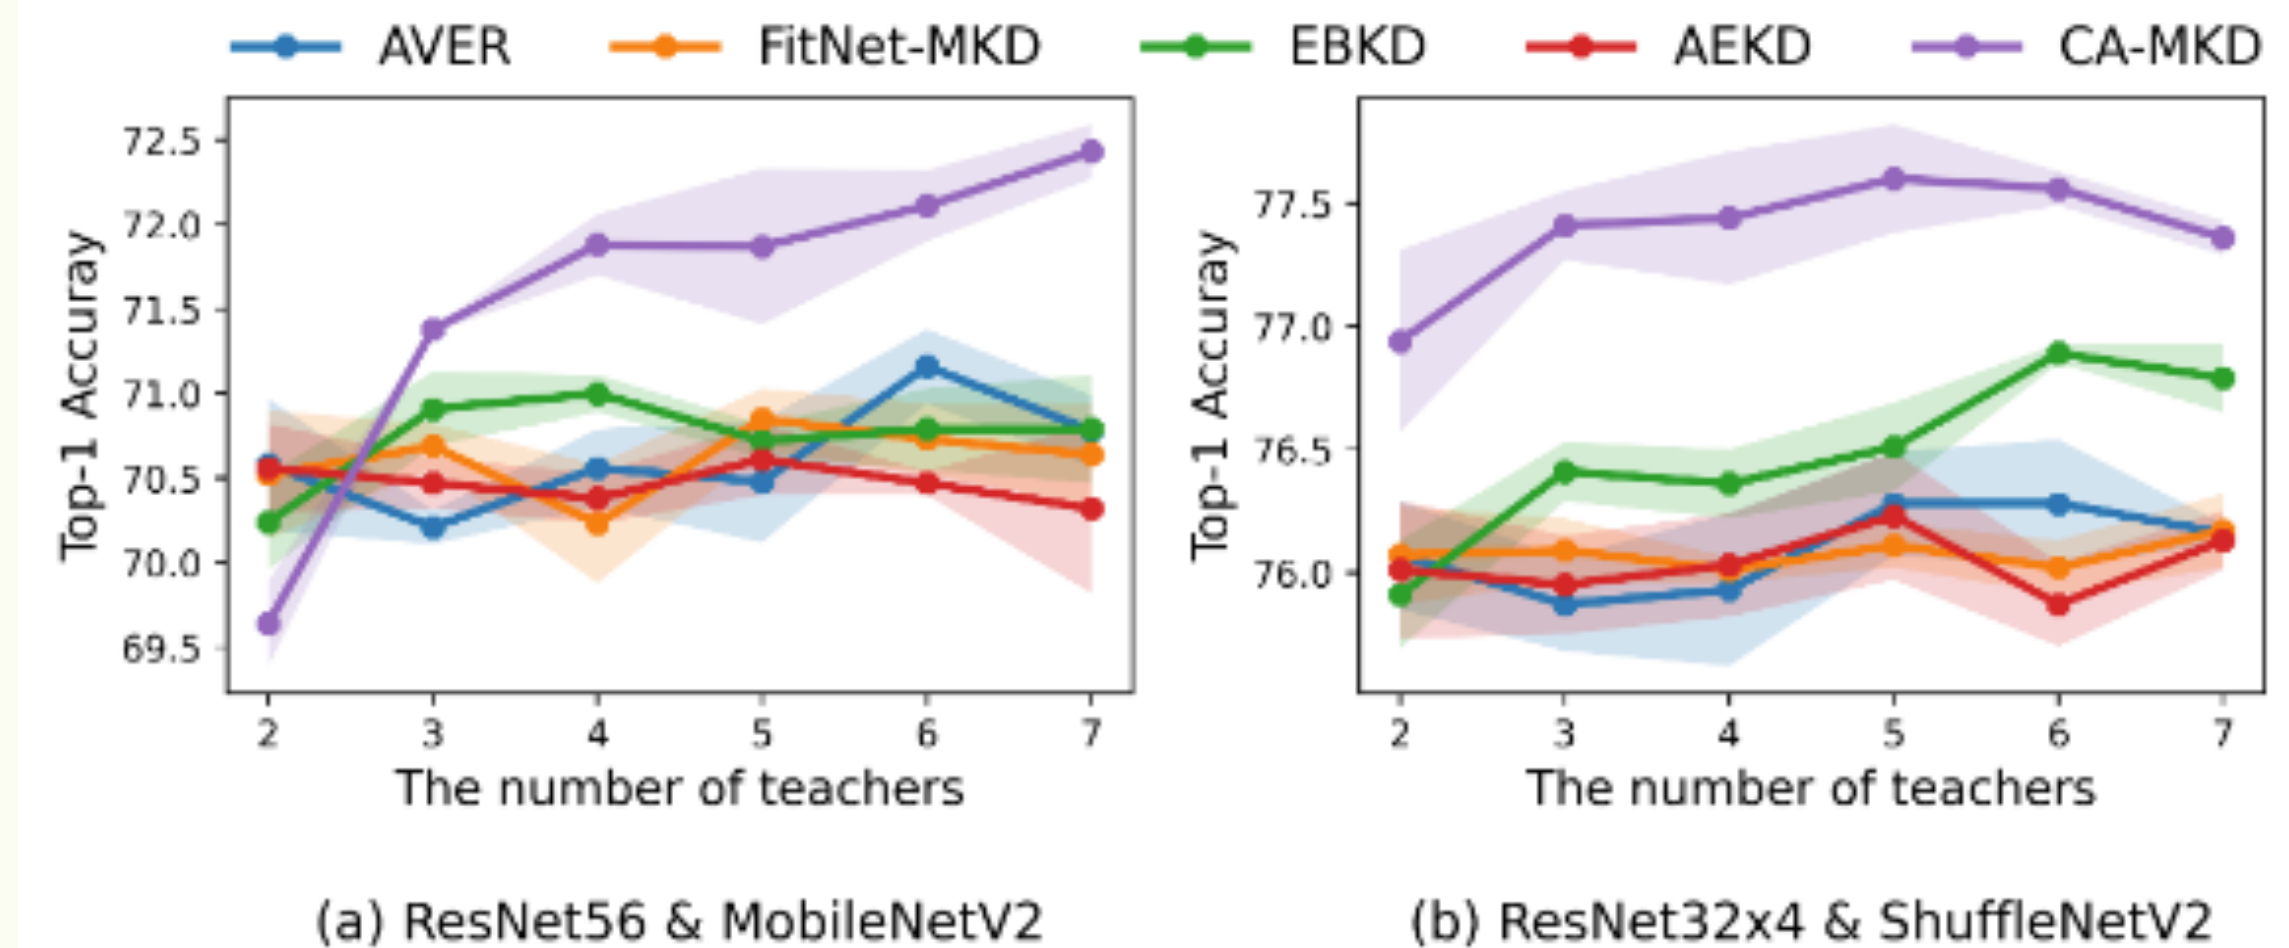 AVER FitNet-MKD EBKD AEKD CA-MKD
72.5
72.0
71.5
71.0
70.5
70.0
69.5
Top-1 Accuray
2 3 4 5 6 7
The number of teachers
(a) ResNet56 & MobileNetV2
77.5
77.0
76.5
76.0
Top-1 Accuray
2 3 4 5 6 7
The number of teachers
(b) ResNet32x4 & ShuffleNetV2